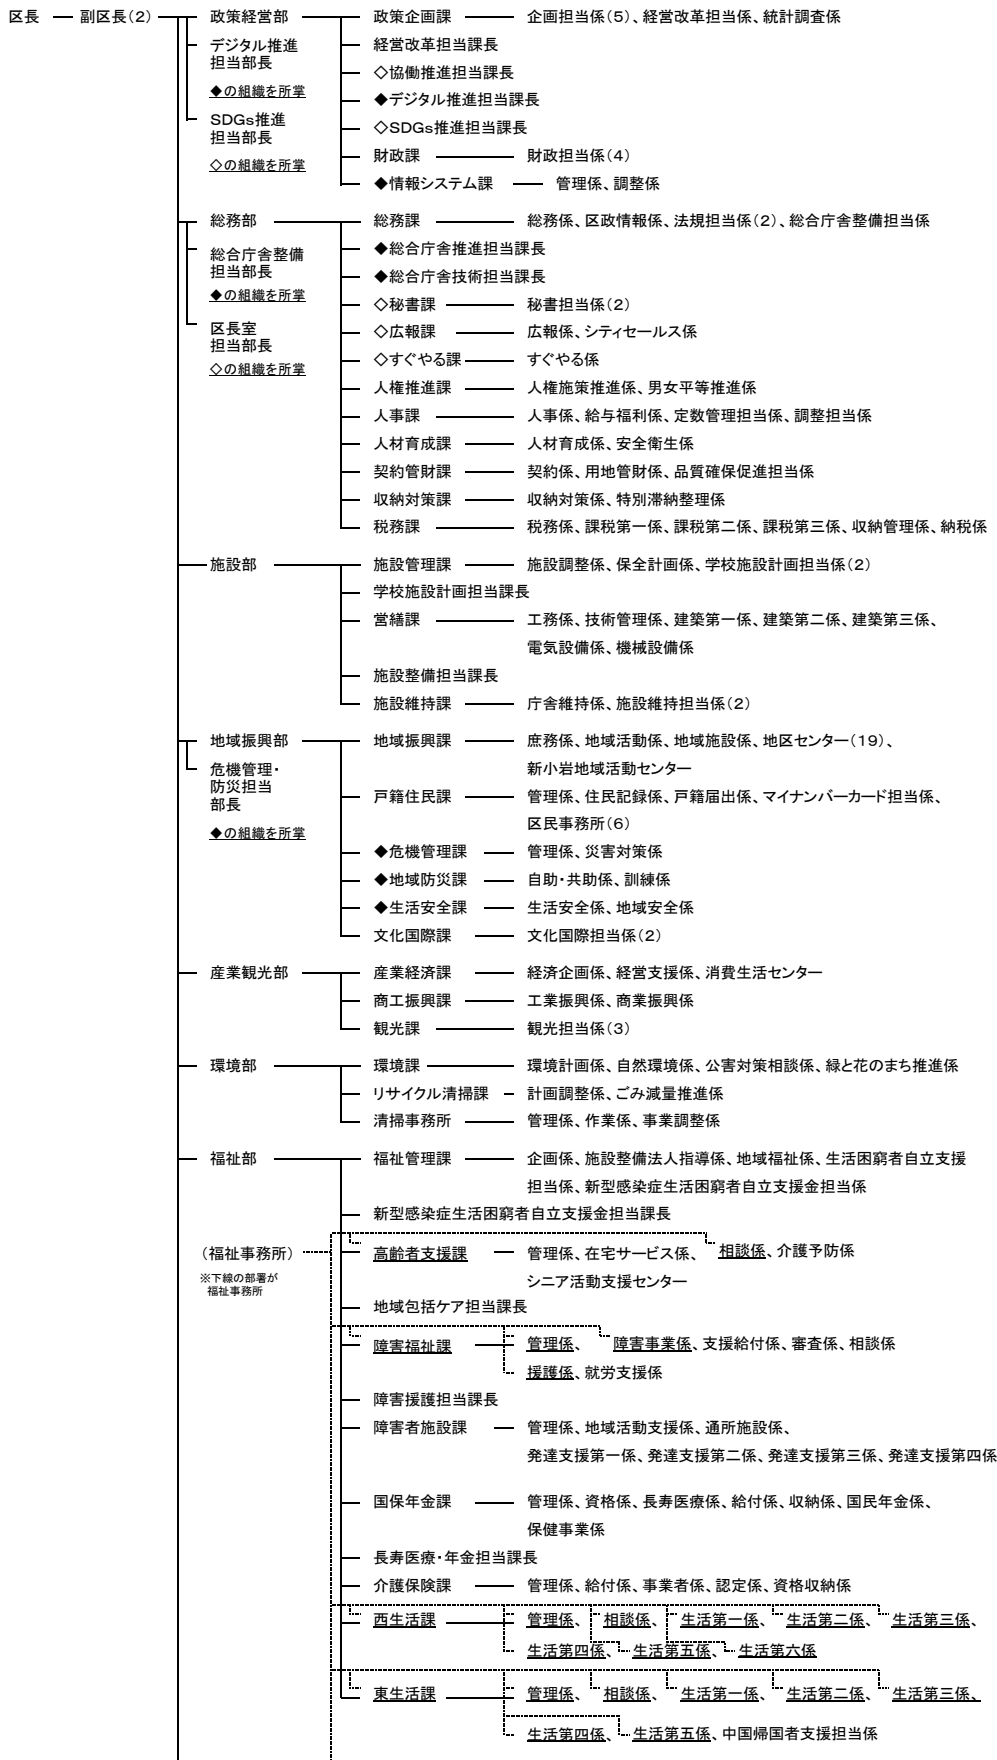 区長 副区長(2) 政策経営部 政策企画課 企画担当係(5)、経営改革担当係、統計調査係
デジタル推進
担当部長
◆の組織を所掌
SDGs推進
担当部長
◇の組織を所掌
経営改革担当課長
◇協働推進担当課長
◆デジタル推進担当課長
◇SDGs推進担当課長
財政課 財政担当係(4)
◆情報システム課 管理係、調整係
総務部 総務課 総務係、区政情報係、法規担当係(2)、総合庁舎整備担当係
総合庁舎整備
担当部長
◆の組織を所掌
区長室
担当部長
◇の組織を所掌
◆総合庁舎推進担当課長
◆総合庁舎技術担当課長
◇秘書課 秘書担当係(2)
◇広報課 広報係、シティセールス係
◇すぐやる課 すぐやる係
人権推進課 人権施策推進係、男女平等推進係
人事課 人事係、給与福利係、定数管理担当係、調整担当係
人材育成課 人材育成係、安全衛生係
契約管財課 契約係、用地管財係、品質確保促進担当係
収納対策課 収納対策係、特別滞納整理係
税務課 税務係、課税第一係、課税第二係、課税第三係、収納管理係、納税係
施設部 施設管理課 施設調整係、保全計画係、学校施設計画担当係(2)
学校施設計画担当課長
営繕課 工務係、技術管理係、建築第一係、建築第二係、建築第三係、
電気設備係、機械設備係
施設整備担当課長
施設維持課 庁舎維持係、施設維持担当係(2)
地域振興部 地域振興課 庶務係、地域活動係、地域施設係、地区センター(19)、
新小岩地域活動センター
危機管理・
防災担当
部長
◆の組織を所掌
戸籍住民課 管理係、住民記録係、戸籍届出係、マイナンバーカード担当係、
区民事務所(6)
◆危機管理課 管理係、災害対策係
◆地域防災課 自助・共助係、訓練係
◆生活安全課 生活安全係、地域安全係
文化国際課 文化国際担当係(2)
産業観光部 産業経済課 経済企画係、経営支援係、消費生活センター
商工振興課 工業振興係、商業振興係
観光課 観光担当係(3)
環境部 環境課 環境計画係、自然環境係、公害対策相談係、緑と花のまち推進係
リサイクル清掃課 計画調整係、ごみ減量推進係
清掃事務所 管理係、作業係、事業調整係
福祉部 福祉管理課 企画係、施設整備法人指導係、地域福祉係、生活困窮者自立支援
担当係、新型感染症生活困窮者自立支援金担当係
新型感染症生活困窮者自立支援金担当課長
(福祉事務所) 高齢者支援課 管理係、在宅サービス係、相談係、介護予防係
※下線の部署が
福祉事務所
シニア活動支援センター
地域包括ケア担当課長
障害福祉課 管理係、障害事業係、支援給付係、審査係、相談係
援護係、就労支援係
障害援護担当課長
障害者施設課 管理係、地域活動支援係、通所施設係、
発達支援第一係、発達支援第二係、発達支援第三係、発達支援第四係
国保年金課 管理係、資格係、長寿医療係、給付係、収納係、国民年金係、
保健事業係
長寿医療・年金担当課長
介護保険課 管理係、給付係、事業者係、認定係、資格収納係
西生活課 管理係、相談係、生活第一係、生活第二係、生活第三係、
生活第四係、生活第五係、生活第六係
東生活課 管理係、相談係、生活第一係、生活第二係、生活第三係、
生活第四係、生活第五係、中国帰国者支援担当係